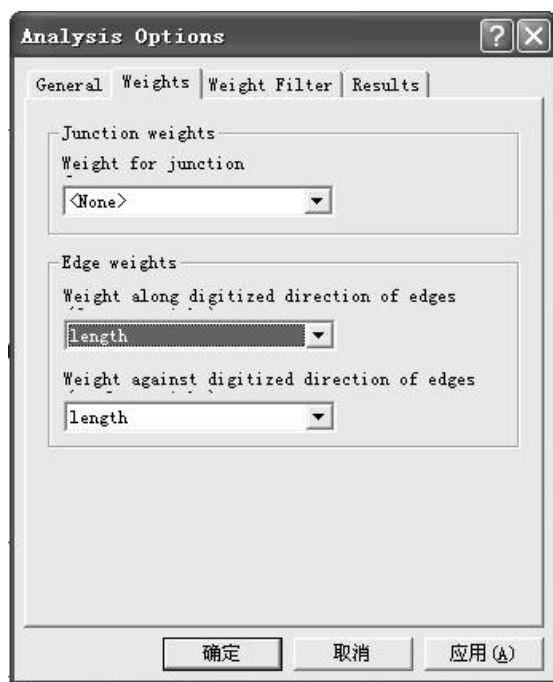 Analysis Options
General Weights Weight Filter Results
Junction weights
Weight for junction
<None>
Edge weights
Weight along digitized direction of edges
length
Weight against digitized direction of edges
length
确定 取消 应用(A)